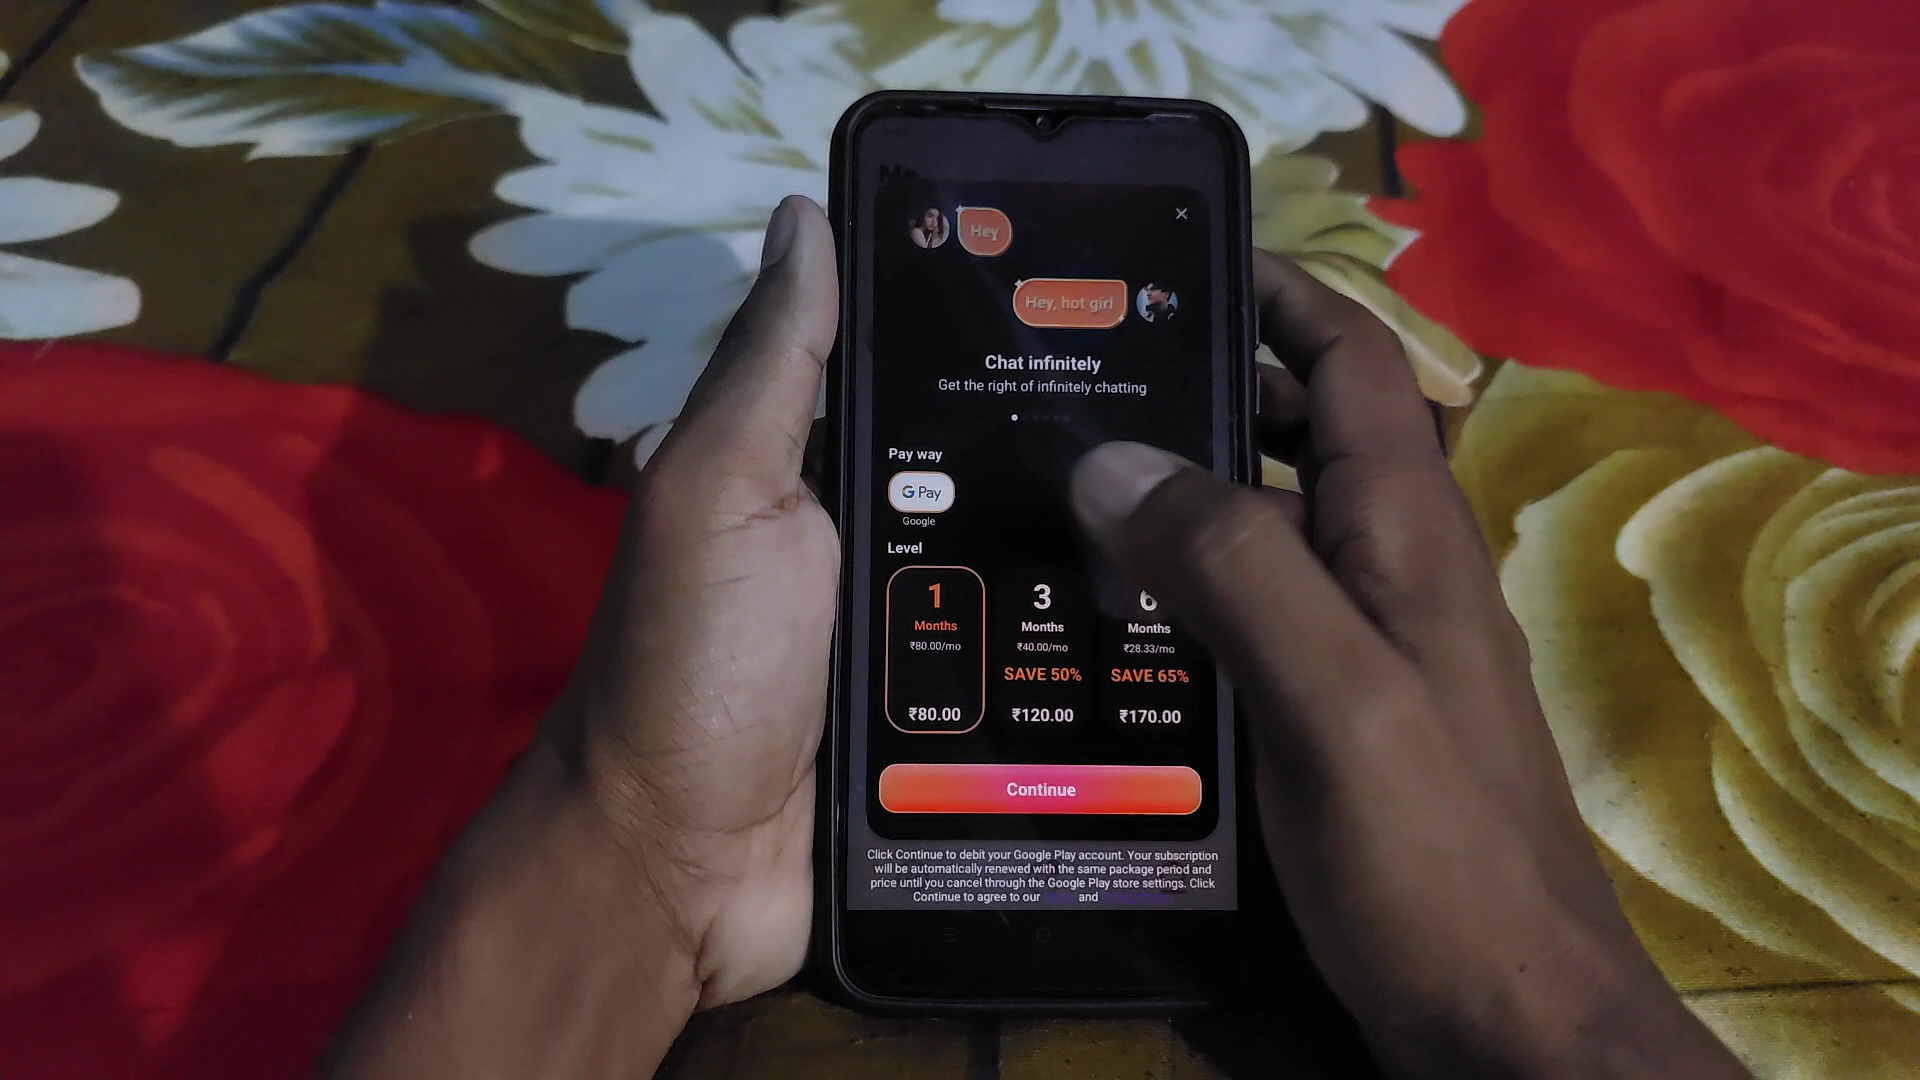 Hey
Hey, hot girl
Chat infinitely
Get the right of infinitely chatting
Pay way
G Pay
Google
Level
1
Months
₹80.00/mo
₹80.00
3
Months
₹40.00/mo
SAVE 50%
₹120.00
6
Months
₹28.33/mo
SAVE 65%
₹170.00
Continue
Click Continue to debit your Google Play account. Your subscription
will be automatically renewed with the same package period and
price until you cancel through the Google Play store settings. Click
Continue to agree to our and